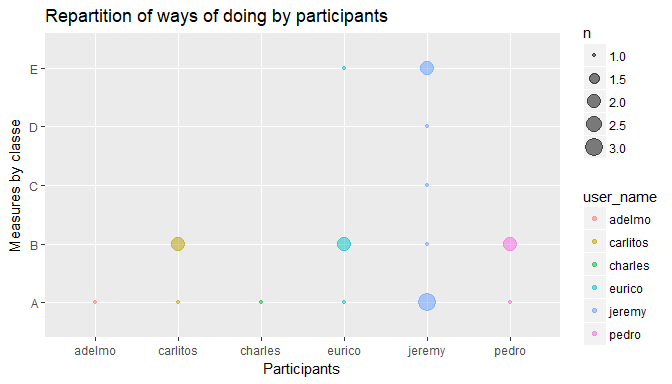 Repartition of ways of doing by participants
Measures by classe
E
D
C
B
A
adelmo carlitos charles eurico jeremy pedro
Participants
n
1.0
1.5
2.0
2.5
3.0
user_name
adelmo
carlitos
charles
eurico
jeremy
pedro